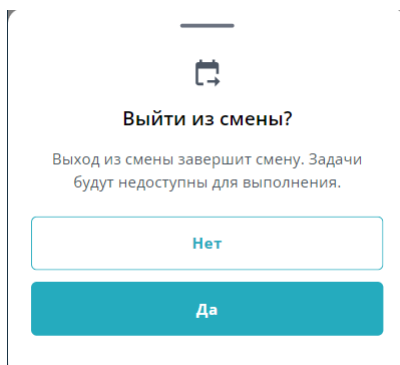 Выйти из смены?
Выход из смены завершит смену. Задачи
будут недоступны для выполнения.
Нет
Да